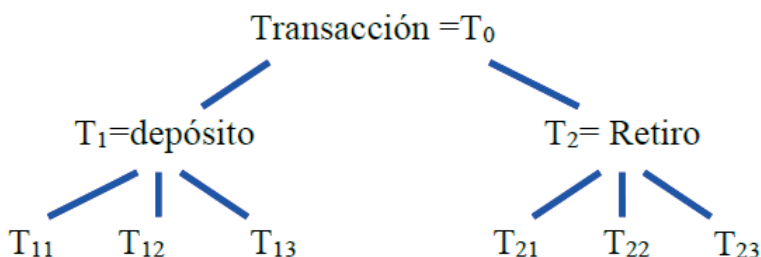 Transacción =T₀
T₁=depósito T₂= Retiro
T₁₁ T₁₂ T₁₃ T₂₁ T₂₂ T₂₃